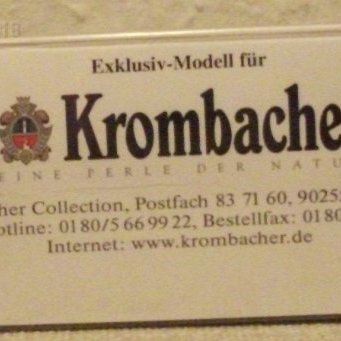 Exklusiv-Modell für
Krombache
EINE PERLE DER NATU
her Collection, Postfach 83 71 60, 9025
otline: 0180/5 66 99 22, Bestellfax: 0180
Internet: www.krombacher.de